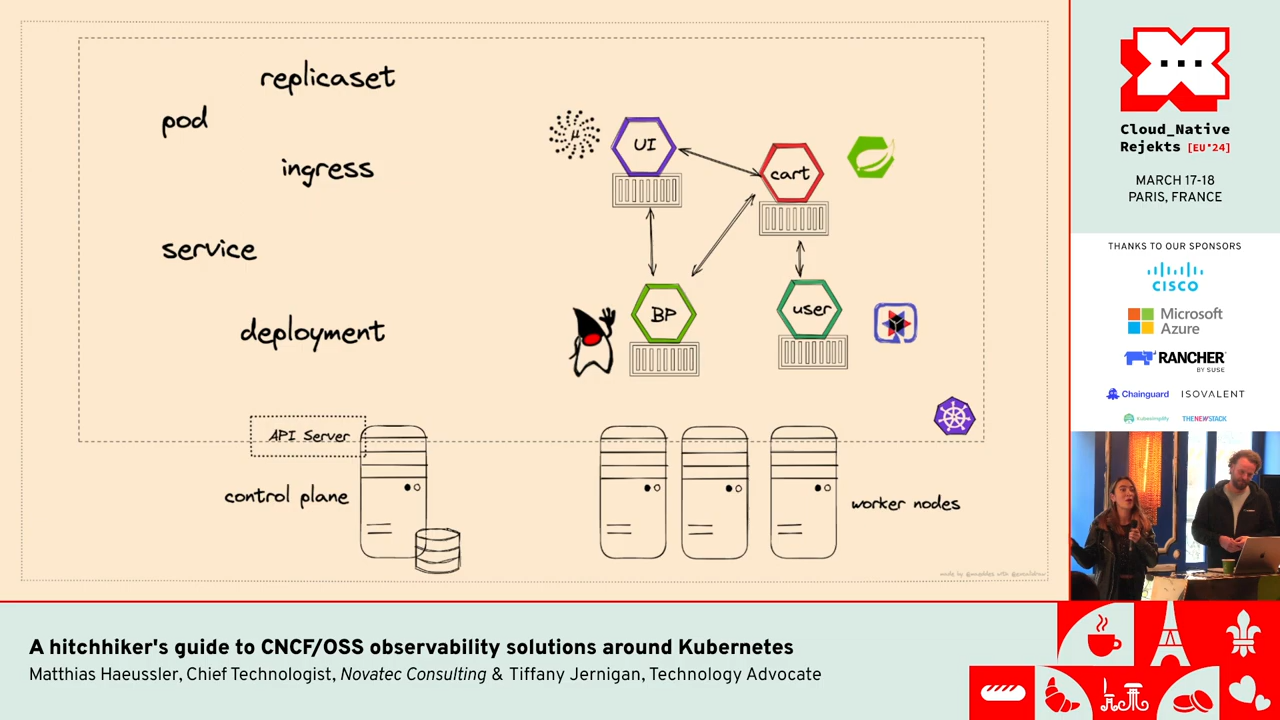 replicaset
pod
ingress
service
deployment
µ
UI
cart
BP
user
API Server
control plane
worker nodes
Cloud_Native
Rejekts [EU'24]
MARCH 17-18
PARIS, FRANCE
THANKS TO OUR SPONSORS
CISCO
Microsoft
Azure
RANCHER
BY SUSE
Chainguard
ISOVALENT
Kubesimplify
THENEWSTACK
A hitchhiker's guide to CNCF/OSS observability solutions around Kubernetes
Matthias Haeussler, Chief Technologist, Novatec Consulting & Tiffany Jernigan, Technology Advocate